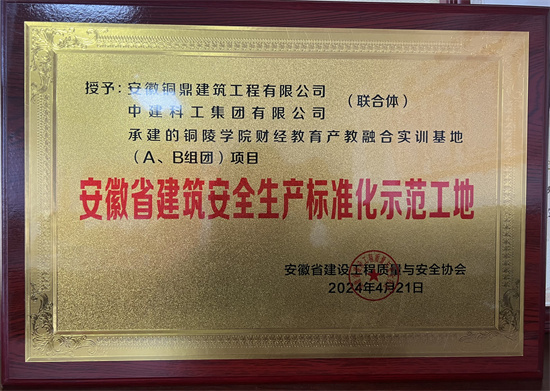 授予：安徽铜鼎建筑工程有限公司
中建科工集团有限公司
（联合体）
承建的铜陵学院财经教育产教融合实训基地
（A、B组团）项目
安徽省建筑安全生产标准化示范工地
安徽省建设工程质量与安全协会
2024年4月21日